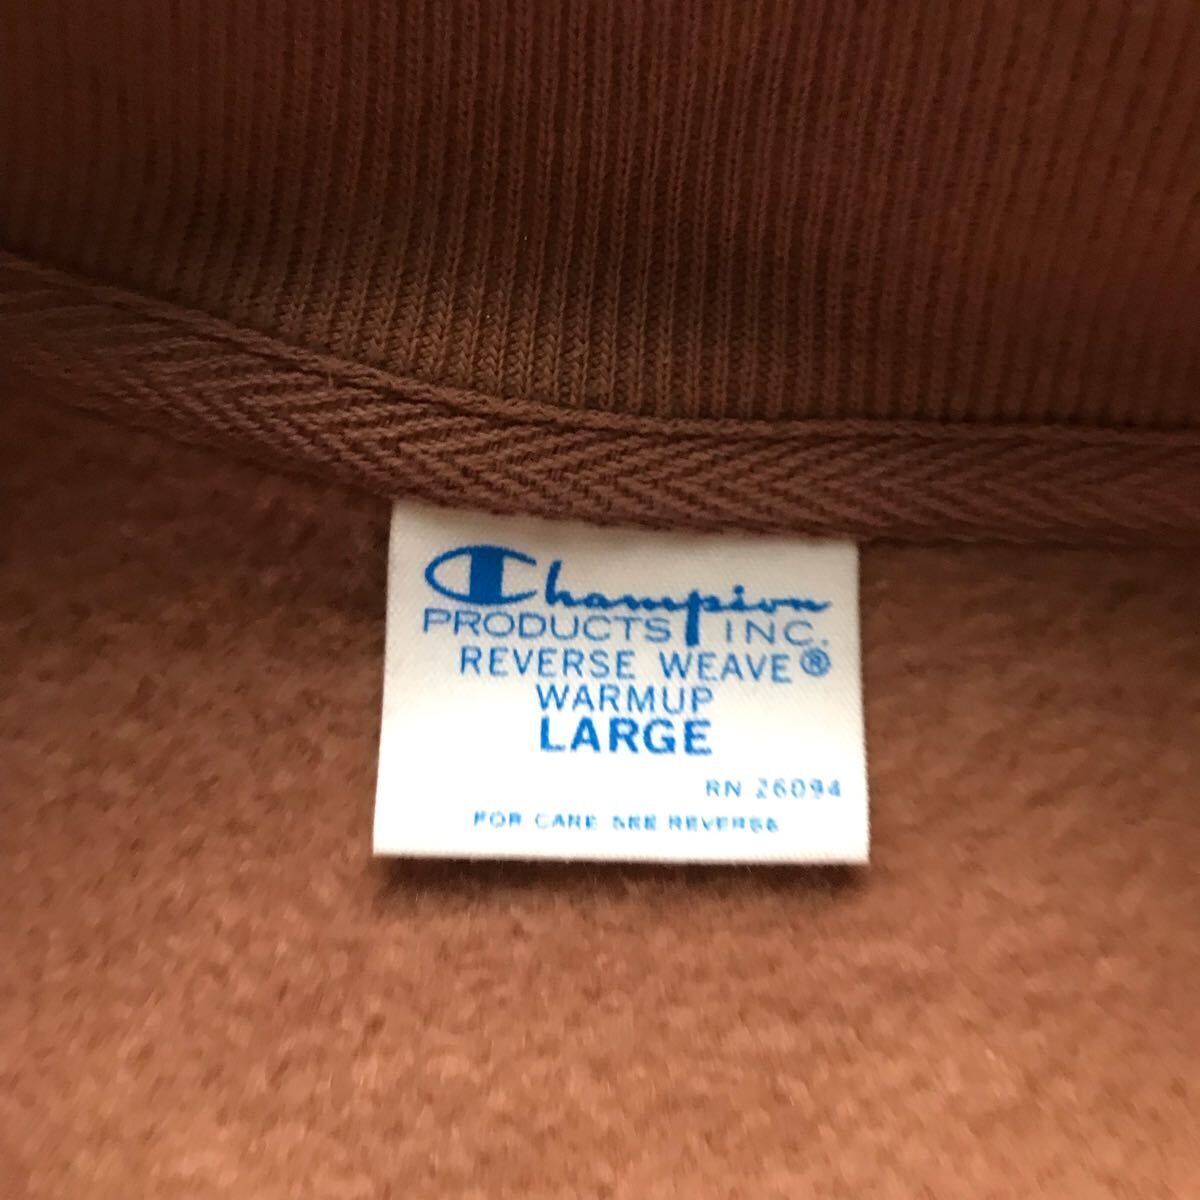 Champion
PRODUCTS INC.
REVERSE WEAVE®
WARMUP
LARGE
RN 26094
FOR CARE SEE REVERSE